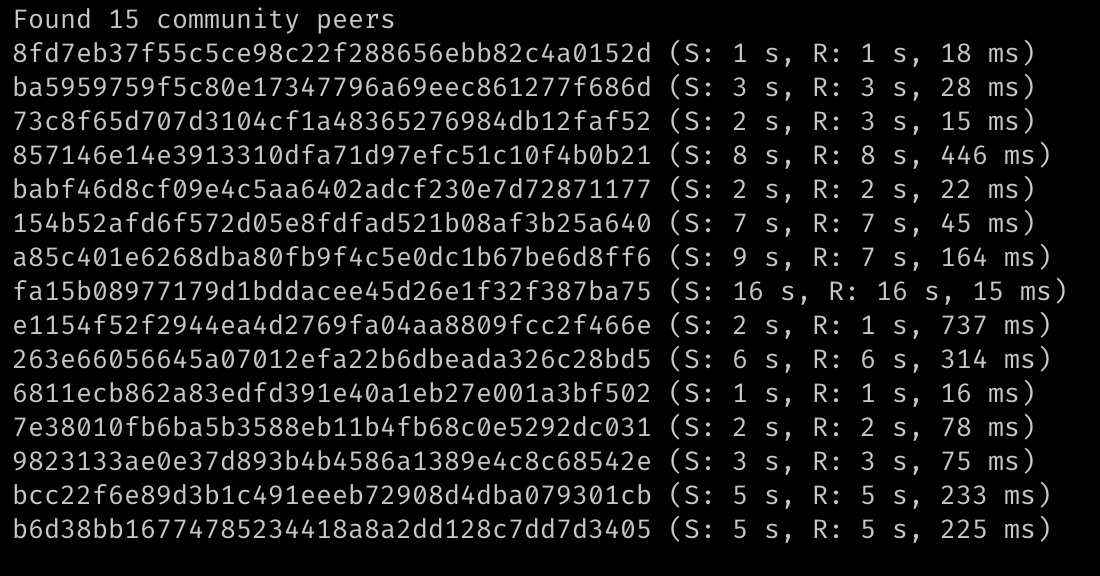 Found 15 community peers
8fd7eb37f55c5ce98c22f288656ebb82c4a0152d (S: 1 s, R: 1 s, 18 ms)
ba5959759f5c80e17347796a69eec861277f686d (S: 3 s, R: 3 s, 28 ms)
73c8f65d707d3104cf1a48365276984db12faf52 (S: 2 s, R: 3 s, 15 ms)
857146e14e3913310dfa71d97efc51c10f4b0b21 (S: 8 s, R: 8 s, 446 ms)
babf46d8cf09e4c5aa6402adcf230e7d72871177 (S: 2 s, R: 2 s, 22 ms)
154b52afd6f572d05e8fdfad521b08af3b25a640 (S: 7 s, R: 7 s, 45 ms)
a85c401e6268dba80fb9f4c5e0dc1b67be6d8ff6 (S: 9 s, R: 7 s, 164 ms)
fa15b08977179d1bddacee45d26e1f32f387ba75 (S: 16 s, R: 16 s, 15 ms)
e1154f52f2944ea4d2769fa04aa8809fcc2f466e (S: 2 s, R: 1 s, 737 ms)
263e66056645a07012efa22b6dbeada326c28bd5 (S: 6 s, R: 6 s, 314 ms)
6811ecb862a83edfd391e40a1eb27e001a3bf502 (S: 1 s, R: 1 s, 16 ms)
7e38010fb6ba5b3588eb11b4fb68c0e5292dc031 (S: 2 s, R: 2 s, 78 ms)
9823133ae0e37d893b4b4586a1389e4c8c68542e (S: 3 s, R: 3 s, 75 ms)
bcc22f6e89d3b1c491eeeb72908d4dba079301cb (S: 5 s, R: 5 s, 233 ms)
b6d38bb16774785234418a8a2dd128c7dd7d3405 (S: 5 s, R: 5 s, 225 ms)